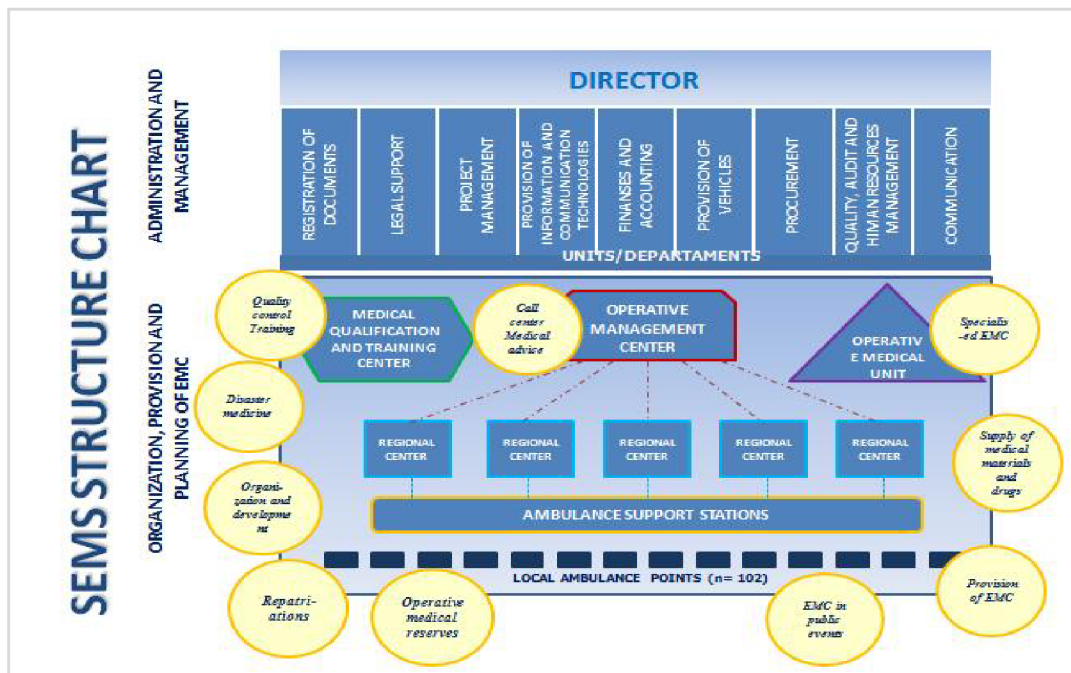 SEMS STRUCTURE CHART
ADMINISTRATION AND
MANAGEMENT
DIRECTOR
REGISTRATION OF
DOCUMENTS
LEGAL SUPPORT
PROJECT
MANAGEMENT
PROVISION OF
INFORMATION AND
COMMUNICATION
TECHNOLOGIES
FINANSES AND
ACCOUNTING
PROVISION OF
VEHICLES
PROCUREMENT
QUALITY, AUDIT AND
HIMAN RESOURCES
MANAGEMENT
COMMUNICATION
UNITS/DEPARTAMENTS
ORGANIZATION, PROVISION AND
PLANNING OF EMC
Quality
control
Training
MEDICAL
QUALIFICATION
AND TRAINING
CENTER
Call
center
Medical
advise
OPERATIVE
MANAGEMENT
CENTER
OPERATIV
E MEDICAL
UNIT
Specialis
-ed EMC
Disaster
medicine
REGIONAL
CENTER
REGIONAL
CENTER
REGIONAL
CENTER
REGIONAL
CENTER
REGIONAL
CENTER
Supply of
medical
materials
and
drugs
Organi-
zation and
developme
nt
AMBULANCE SUPPORT STATIONS
LOCAL AMBULANCE POINTS (n= 102)
Repatri-
ations
Operative
medical
reserves
EMC in
public
events
Provision
of EMC